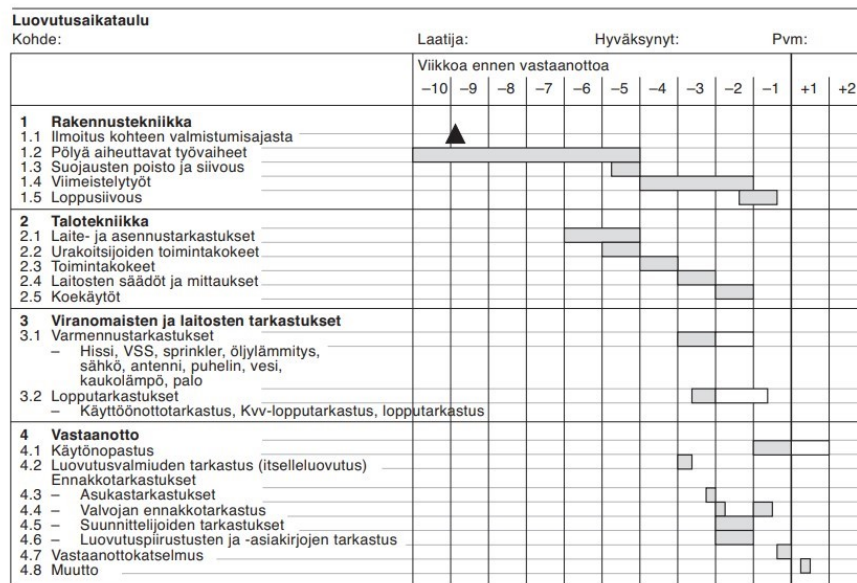 Luovutusaikataulu
Kohde: Laatija: Hyväksynyt: Pvm:
Viikkoa ennen vastaanottoa
–10 –9 –8 –7 –6 –5 –4 –3 –2 –1 +1 +2
1 Rakennustekniikka
1.1 Ilmoitus kohteen valmistumisajasta
1.2 Pölyä aiheuttavat työvaiheet
1.3 Suojausten poisto ja siivous
1.4 Viimeistelytyöt
1.5 Loppusiivous
2 Talotekniikka
2.1 Laite- ja asennustarkastukset
2.2 Urakoitsijoiden toimintakokeet
2.3 Toimintakokeet
2.4 Laitosten säädöt ja mittaukset
2.5 Koekäytöt
3 Viranomaisten ja laitosten tarkastukset
3.1 Varmennustarkastukset
– Hissi, VSS, sprinkler, öljylämmitys,
sähkö, antenni, puhelin, vesi,
kaukolämpö, palo
3.2 Lopputarkastukset
– Käyttöönottotarkastus, Kvv-lopputarkastus, lopputarkastus
4 Vastaanotto
4.1 Käytönopastus
4.2 Luovutusvalmiuden tarkastus (itselleluovutus)
Ennakkotarkastukset
4.3 – Asukastarkastukset
4.4 – Valvojan ennakkotarkastus
4.5 – Suunnittelijoiden tarkastukset
4.6 – Luovutuspiirustusten ja -asiakirjojen tarkastus
4.7 Vastaanottokatselmus
4.8 Muutto